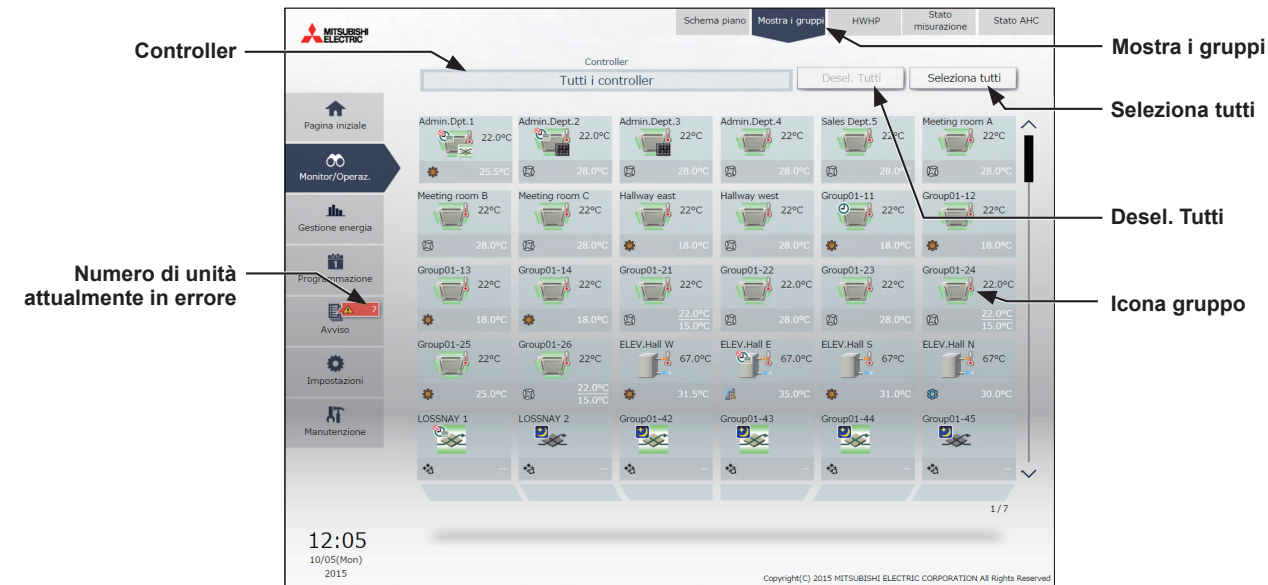 MITSUBISHI
ELECTRIC
Schema piano
Mostra i gruppi
HWHP
Stato
misurazione
Stato AHC
Controller
Mostra i gruppi
Controller
Tutti i controller
Desel. Tutti
Seleziona tutti
Seleziona tutti
Pagina iniziale
Monitor/Operaz.
Gestione energia
Programmazione
Numero di unità
attualmente in errore
7
Avviso
Impostazioni
Manutenzione
Admin.Dpt.1
22.0°C
25.5°C
Admin.Dept.2
22.0°C
28.0°C
Admin.Dept.3
22°C
28.0°C
Admin.Dept.4
22°C
28.0°C
Sales Dept.5
22°C
28.0°C
Meeting room A
22°C
28.0°C
Meeting room B
22°C
28.0°C
Meeting room C
22°C
28.0°C
Hallway east
22°C
18.0°C
Hallway west
22°C
28.0°C
Group01-11
22°C
18.0°C
Group01-12
22°C
18.0°C
Desel. Tutti
Group01-13
22°C
18.0°C
Group01-14
22°C
18.0°C
Group01-21
22°C
22.0°C
15.0°C
Group01-22
22.0°C
28.0°C
Group01-23
22°C
28.0°C
Group01-24
22.0°C
22.0°C
15.0°C
Icona gruppo
Group01-25
22°C
25.0°C
Group01-26
22°C
22.0°C
15.0°C
ELEV.Hall W
67.0°C
31.5°C
ELEV.Hall E
67.0°C
35.0°C
ELEV.Hall S
67°C
31.0°C
ELEV.Hall N
67°C
30.0°C
LOSSNAY 1
--
LOSSNAY 2
--
Group01-42
--
Group01-43
--
Group01-44
--
Group01-45
--
1/7
12:05
10/05(Mon)
2015
Copyright(C) 2015 MITSUBISHI ELECTRIC CORPORATION All Rights Reserved